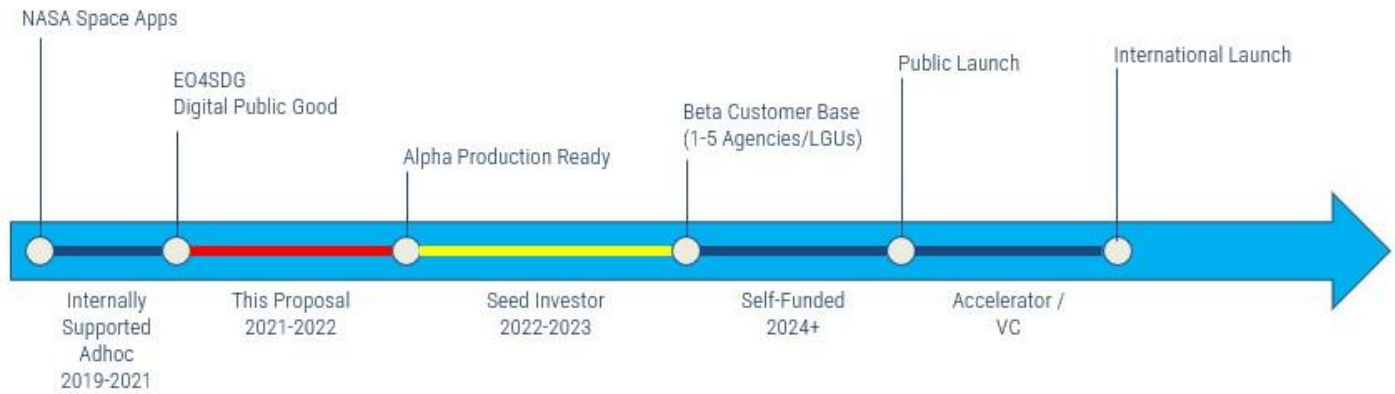 NASA Space Apps
EO4SDG
Digital Public Good
Alpha Production Ready
Beta Customer Base
(1-5 Agencies/LGUs)
Public Launch
International Launch
Internally
Supported
Adhoc
2019-2021
This Proposal
2021-2022
Seed Investor
2022-2023
Self-Funded
2024+
Accelerator /
VC